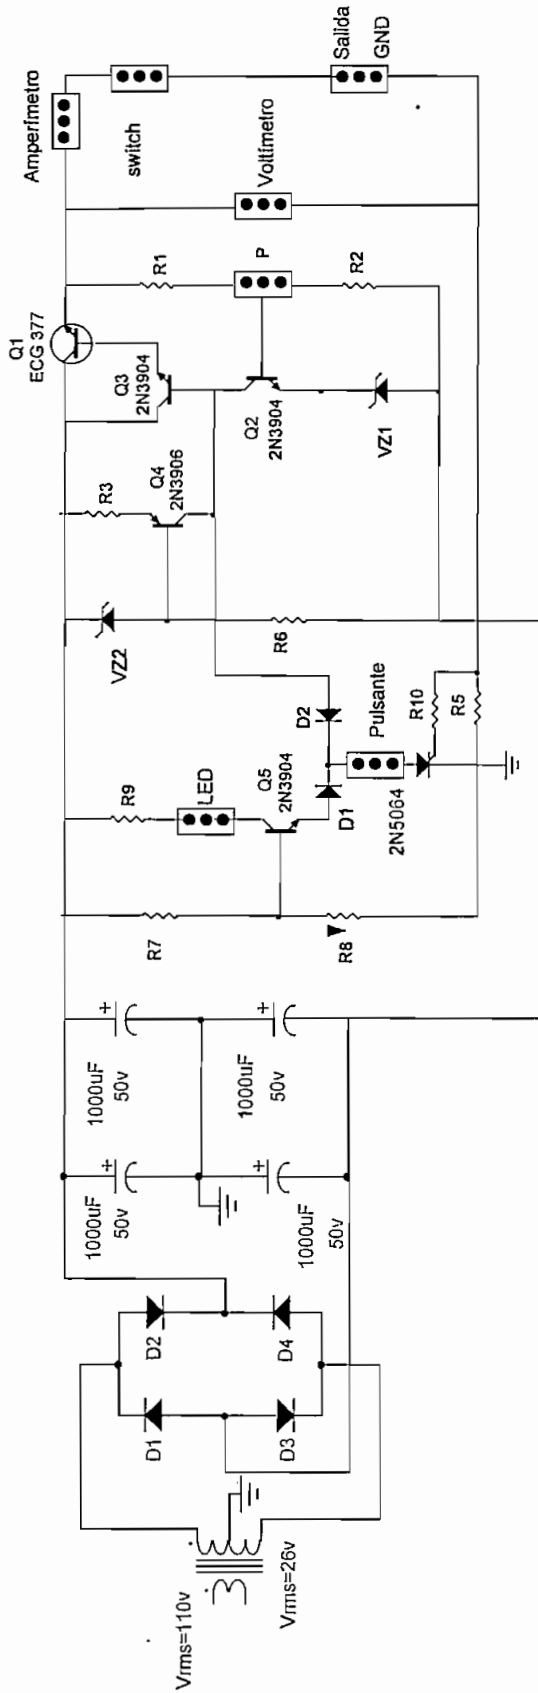 Vrms=110v
Vrms=26v
D1
D2
D3
D4
1000uF
50v
1000uF
50v
1000uF
50v
1000uF
50v
R7
R8
R9
LED
Q5
2N3904
D1
D2
Pulsante
2N5064
R10
R5
VZ2
R6
R3
Q4
2N3906
Q3
2N3904
Q1
ECG 377
Q2
2N3904
VZ1
R1
P
R2
Voltímetro
Amperímetro
switch
Salida
GND